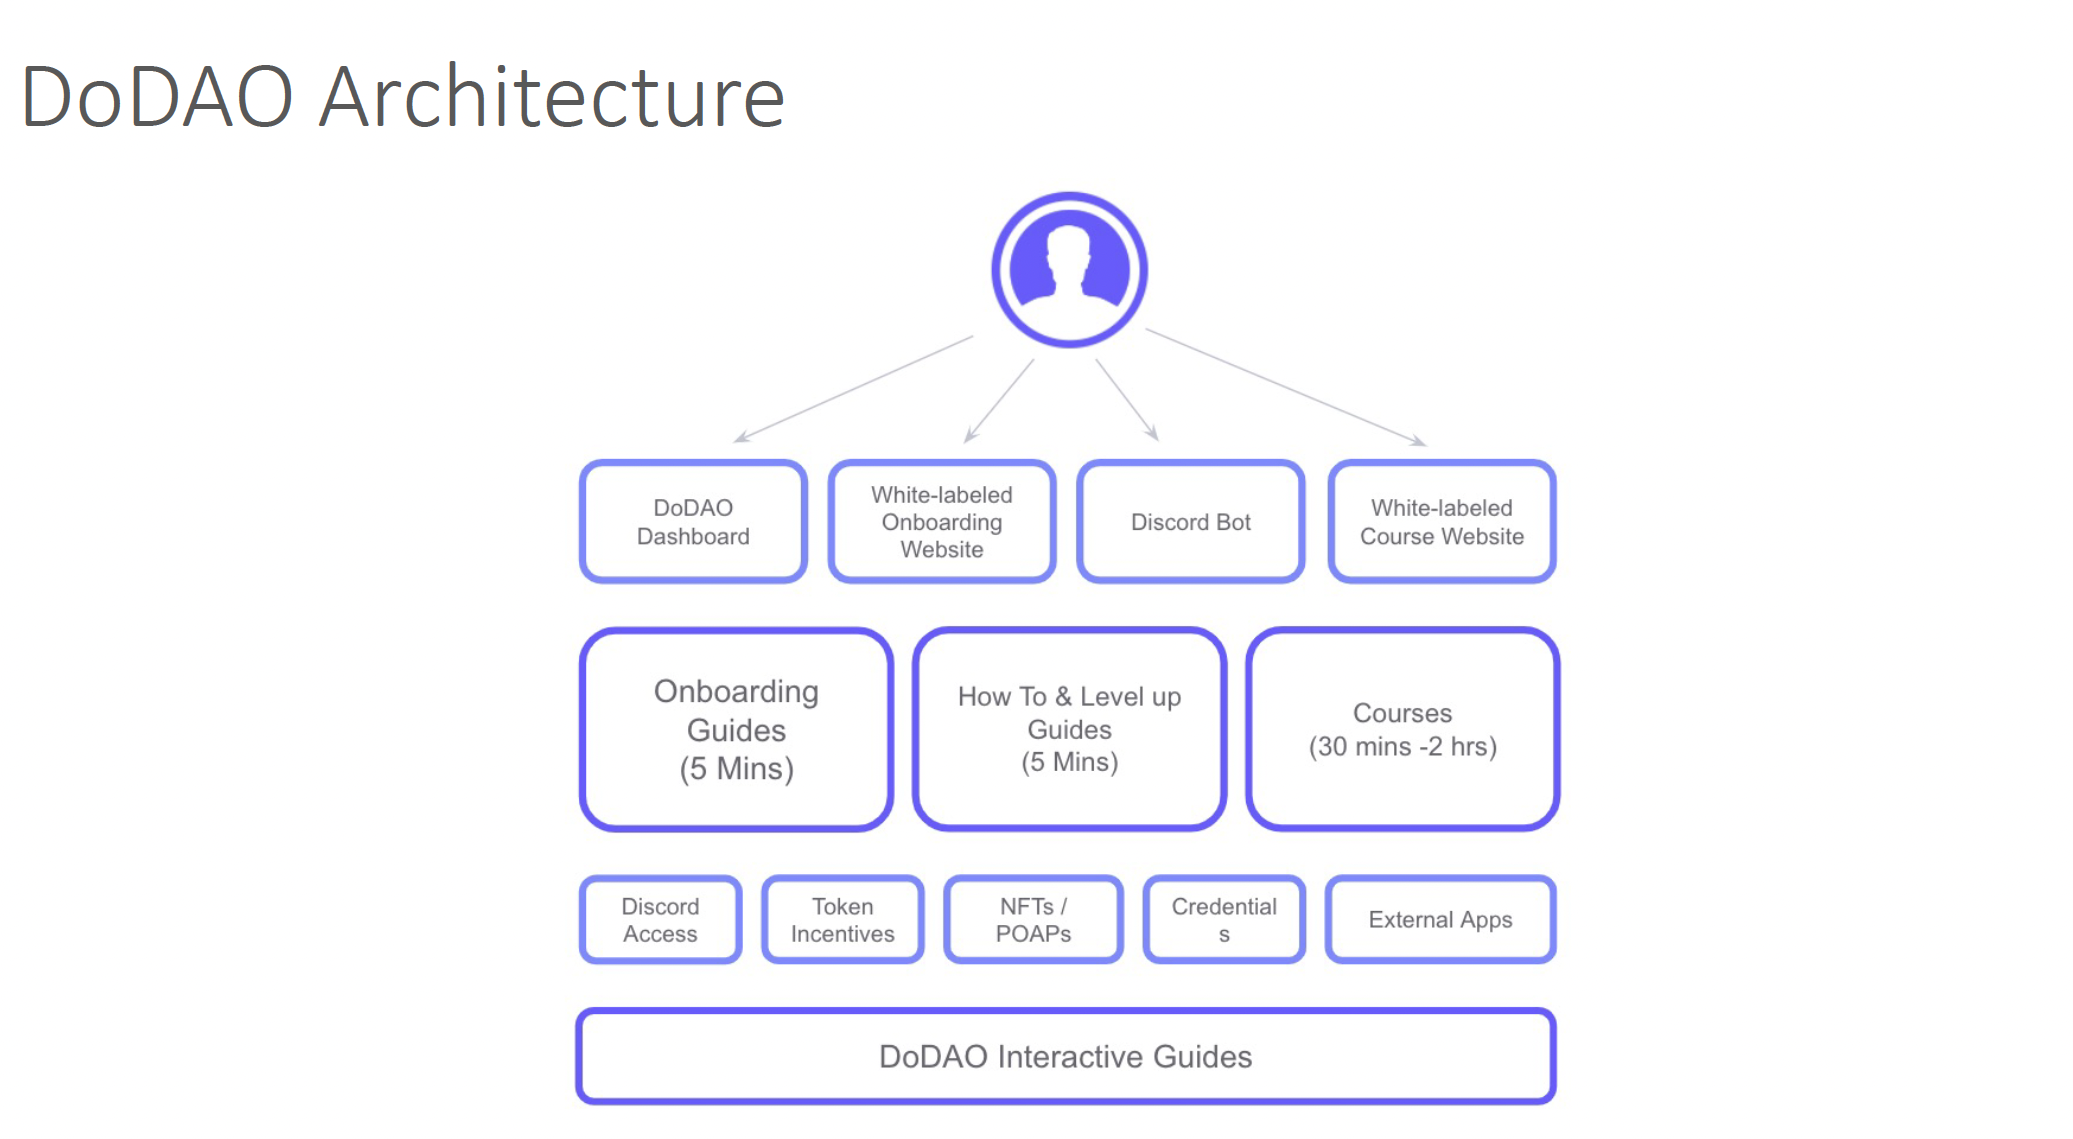 DoDAO Architecture
DoDAO
Dashboard
White-labeled
Onboarding
Website
Discord Bot
White-labeled
Course Website
Onboarding
Guides
(5 Mins)
How To & Level up
Guides
(5 Mins)
Courses
(30 mins -2 hrs)
Discord
Access
Token
Incentives
NFTs /
POAPs
Credential
s
External Apps
DoDAO Interactive Guides